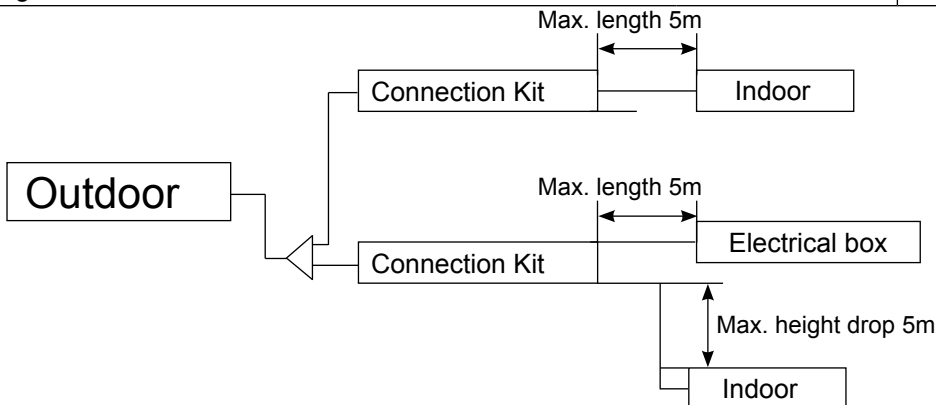 Max. length 5m
Connection Kit
Indoor
Outdoor
Max. length 5m
Electrical box
Connection Kit
Max. height drop 5m
Indoor